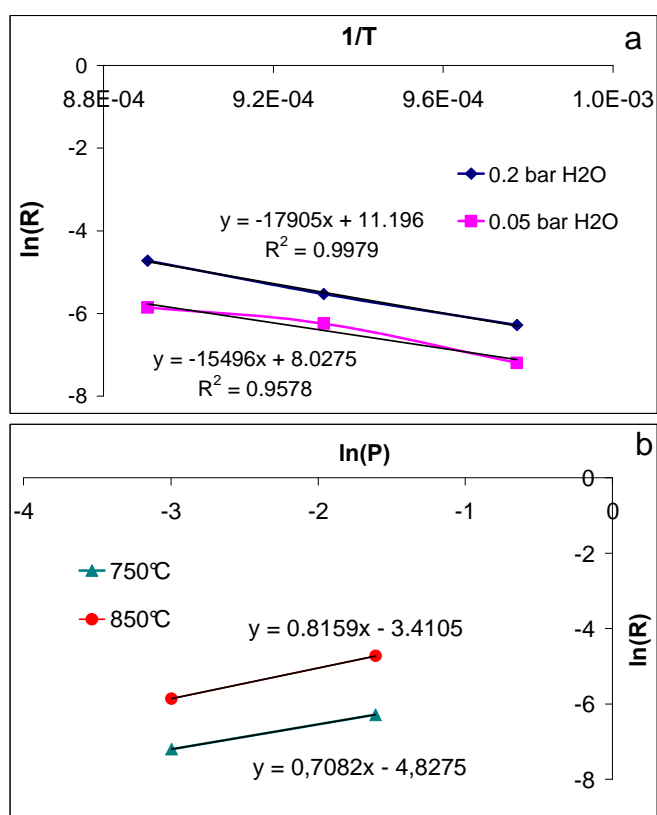 1/T
a
0
8.8E-04 9.2E-04 9.6E-04 1.0E-03
-2
0.2 bar H2O
-4
y = -17905x + 11.196
0.05 bar H2O
R² = 0.9979
ln(R)
-6
y = -15496x + 8.0275
R² = 0.9578
-8
b
ln(P)
0
-4 -3 -2 -1 0
-2
750°C
850°C
-4
y = 0.8159x - 3.4105
ln(R)
-6
y = 0,7082x - 4,8275
-8